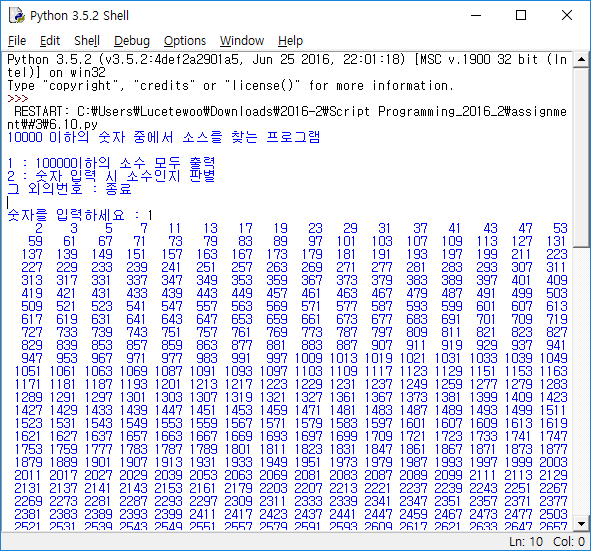 Python 3.5.2 Shell
File Edit Shell Debug Options Window Help
Python 3.5.2 (v3.5.2:4def2a2901a5, Jun 25 2016, 22:01:18) [MSC v.1900 32 bit (In
tel)] on win32
Type "copyright", "credits" or "license()" for more information.
>>>
RESTART: C:₩Users₩Lucetewoo₩Downloads₩2016-2₩Script Programming_2016_2₩assignme
nt₩#3₩6.10.py
10000 이하의 숫자 중에서 소스를 찾는 프로그램
1 : 100000이하의 소수 모두 출력
2 : 숫자 입력 시 소수인지 판별
그 외의번호 : 종료
숫자를 입력하세요 : 1
2 3 5 7 11 13 17 19 23 29 31 37 41 43 47 53
59 61 67 71 73 79 83 89 97 101 103 107 109 113 127 131
137 139 149 151 157 163 167 173 179 181 191 193 197 199 211 223
227 229 233 239 241 251 257 263 269 271 277 281 283 293 307 311
313 317 331 337 347 349 353 359 367 373 379 383 389 397 401 409
419 421 431 433 439 443 449 457 461 463 467 479 487 491 499 503
509 521 523 541 547 557 563 569 571 577 587 593 599 601 607 613
617 619 631 641 643 647 653 659 661 673 677 683 691 701 709 719
727 733 739 743 751 757 761 769 773 787 797 809 811 821 823 827
829 839 853 857 859 863 877 881 883 887 907 911 919 929 937 941
947 953 967 971 977 983 991 997 1009 1013 1019 1021 1031 1033 1039 1049
1051 1061 1063 1069 1087 1091 1093 1097 1103 1109 1117 1123 1129 1151 1153 1163
1171 1181 1187 1193 1201 1213 1217 1223 1229 1231 1237 1249 1259 1277 1279 1283
1289 1291 1297 1301 1303 1307 1319 1321 1327 1361 1367 1373 1381 1399 1409 1423
1427 1429 1433 1439 1447 1451 1453 1459 1471 1481 1483 1487 1489 1493 1499 1511
1523 1531 1543 1549 1553 1559 1567 1571 1579 1583 1597 1601 1607 1609 1613 1619
1621 1627 1637 1657 1663 1667 1669 1693 1697 1699 1709 1721 1723 1733 1741 1747
1753 1759 1777 1783 1787 1789 1801 1811 1823 1831 1847 1861 1867 1871 1873 1877
1879 1889 1901 1907 1913 1931 1933 1949 1951 1973 1979 1987 1993 1997 1999 2003
2011 2017 2027 2029 2039 2053 2063 2069 2081 2083 2087 2089 2099 2111 2113 2129
2131 2137 2141 2143 2153 2161 2179 2203 2207 2213 2221 2237 2239 2243 2251 2267
2269 2273 2281 2287 2293 2297 2309 2311 2333 2339 2341 2347 2351 2357 2371 2377
2381 2383 2389 2393 2399 2411 2417 2423 2437 2441 2447 2459 2467 2473 2477 2503
2521 2531 2539 2543 2549 2551 2557 2579 2591 2593 2609 2617 2621 2633 2647 2657
Ln: 10 Col: 0